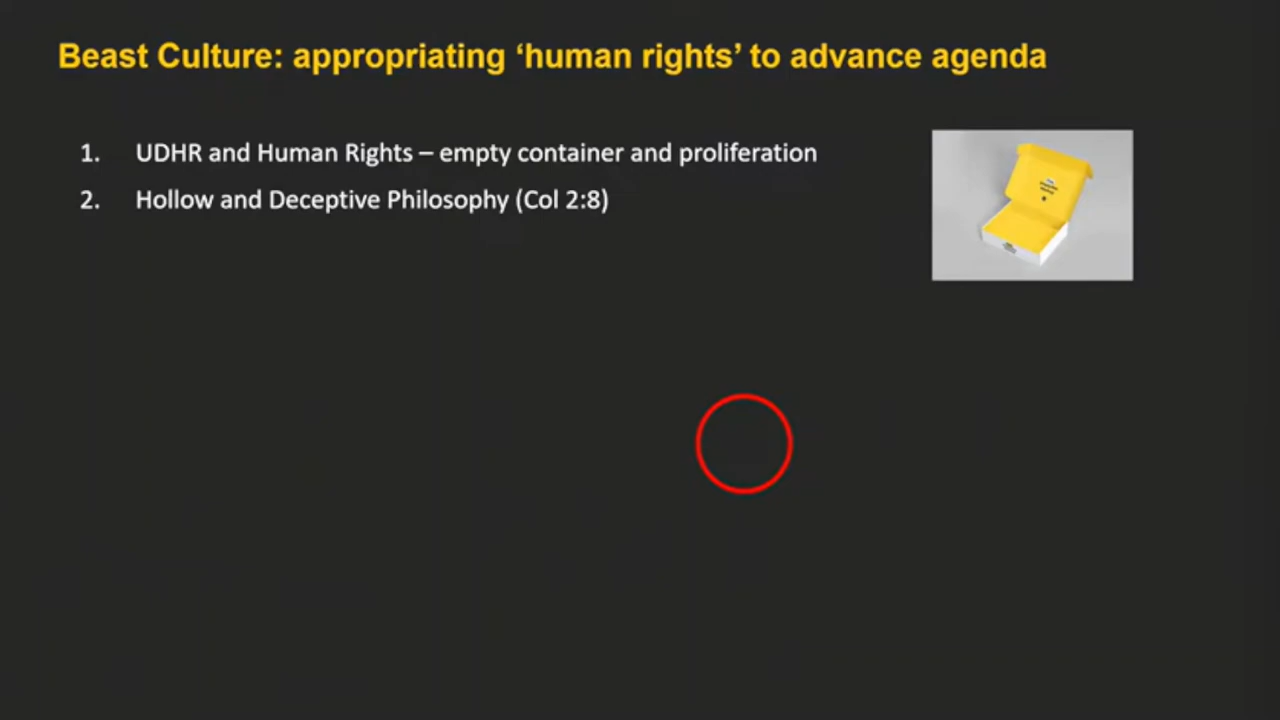 Beast Culture: appropriating ‘human rights’ to advance agenda
1. UDHR and Human Rights – empty container and proliferation
2. Hollow and Deceptive Philosophy (Col 2:8)